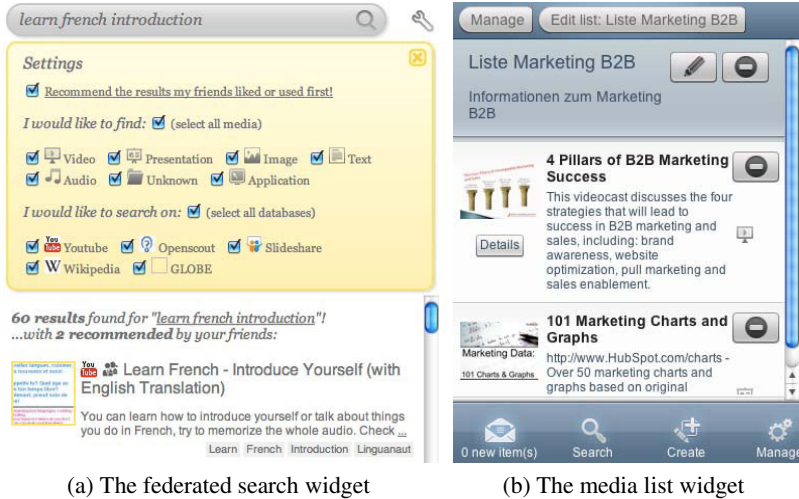 learn french introduction
Settings
Recommend the results my friends liked or used first!
I would like to find: (select all media)
Video Presentation Image Text
Audio Unknown Application
I would like to search on: (select all databases)
You Tube Youtube Openscout Slideshare
W Wikipedia GLOBE
60 results found for "learn french introduction"!
...with 2 recommended by your friends:
You Tube Learn French - Introduce Yourself (with
English Translation)
You can learn how to introduce yourself or talk about things
you do in French, try to memorize the whole audio. Check ...
Learn French Introduction Linguanaut
(a) The federated search widget
Manage Edit list: Liste Marketing B2B
Liste Marketing B2B
Informationen zum Marketing
B2B
4 Pillars of B2B Marketing
Success
This videocast discusses the four
strategies that will lead to
success in B2B marketing and
sales, including: brand
awareness, website
optimization, pull marketing and
sales enablement.
Details
101 Marketing Charts and
Graphs
http://www.HubSpot.com/charts -
Over 50 marketing charts and
graphs based on original
Marketing Data:
101 Charts & Graphs
0 new item(s) Search Create Manage
(b) The media list widget